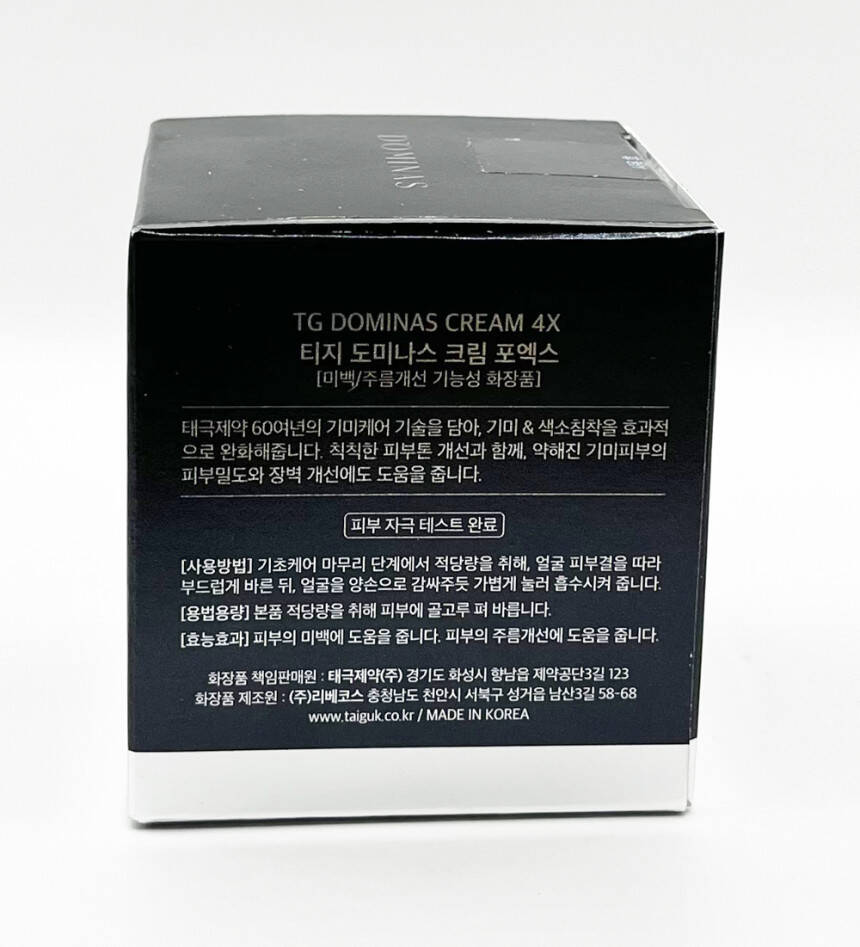 DOMINAS
TG DOMINAS CREAM 4X
티지 도미나스 크림 포엑스
[미백/주름개선 기능성 화장품]
태극제약 60여년의 기미케어 기술을 담아, 기미 & 색소침착을 효과적
으로 완화해줍니다. 칙칙한 피부톤 개선과 함께, 약해진 기미피부의
피부밀도와 장벽 개선에도 도움을 줍니다.
피부 자극 테스트 완료
[사용방법] 기초케어 마무리 단계에서 적당량을 취해, 얼굴 피부결을 따라
부드럽게 바른 뒤, 얼굴을 양손으로 감싸주듯 가볍게 눌러 흡수시켜 줍니다.
[용법용량] 본품 적당량을 취해 피부에 골고루 펴 바릅니다.
[효능효과] 피부의 미백에 도움을 줍니다. 피부의 주름개선에 도움을 줍니다.
화장품 책임판매원 : 태극제약(주) 경기도 화성시 향남읍 제약공단3길 123
화장품 제조원 : (주)리베코스 충청남도 천안시 서북구 성거읍 남산3길 58-68
www.taiguk.co.kr / MADE IN KOREA